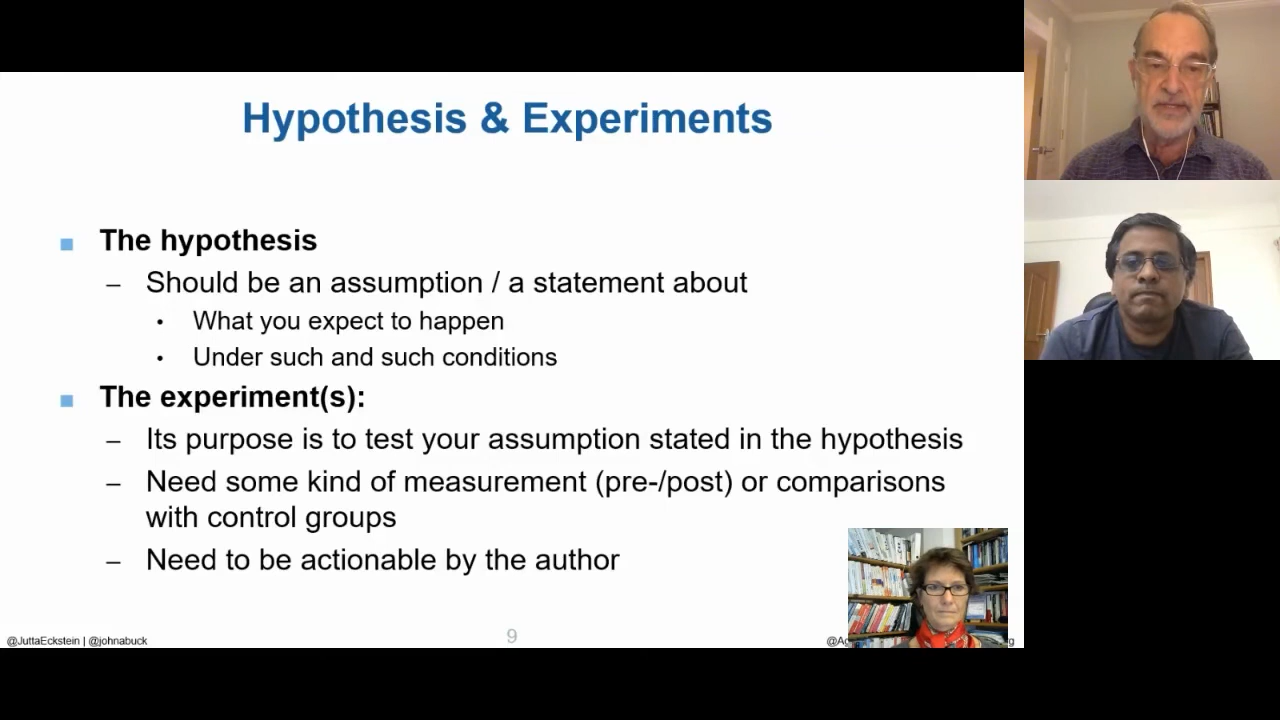 Hypothesis & Experiments
The hypothesis
– Should be an assumption / a statement about
• What you expect to happen
• Under such and such conditions
The experiment(s):
– Its purpose is to test your assumption stated in the hypothesis
– Need some kind of measurement (pre-/post) or comparisons
with control groups
– Need to be actionable by the author
@JuttaEckstein | @johnabuck
9